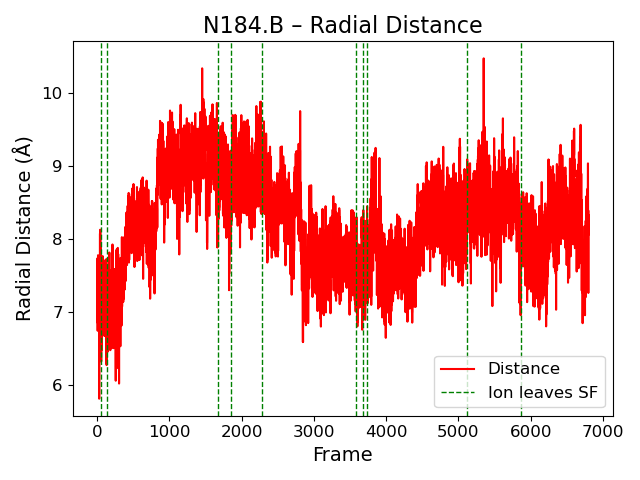 N184.B – Radial Distance
Radial Distance (Å)
10
9
8
7
6
0 1000 2000 3000 4000 5000 6000 7000
Frame
Distance
Ion leaves SF